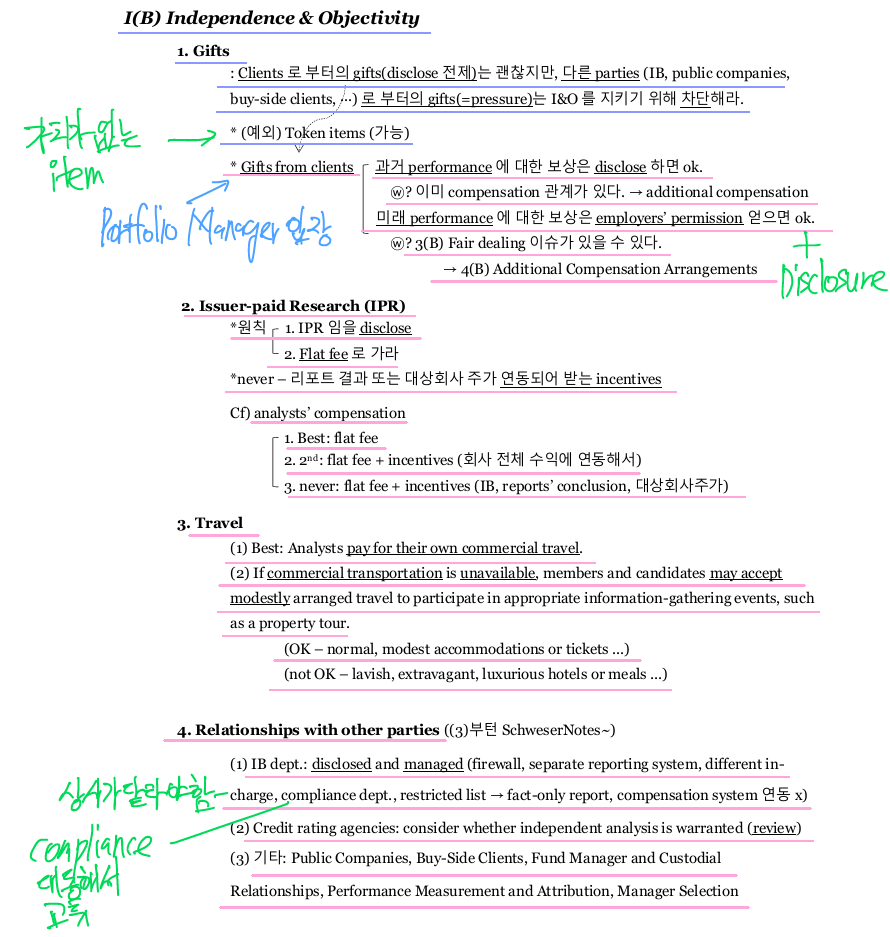 I(B) Independence & Objectivity
1. Gifts
: Clients 로 부터의 gifts(disclose 전제)는 괜찮지만, 다른 parties (IB, public companies,
buy-side clients, …) 로 부터의 gifts(=pressure)는 I&O 를 지키기 위해 차단해라.
가치가 없는
item
* (예외) Token items (가능)
* Gifts from clients
과거 performance 에 대한 보상은 disclose 하면 ok.
ⓦ? 이미 compensation 관계가 있다. → additional compensation
Portfolio Manager 입장
미래 performance 에 대한 보상은 employers' permission 얻으면 ok.
ⓦ? 3(B) Fair dealing 이슈가 있을 수 있다.
→ 4(B) Additional Compensation Arrangements
+
Disclosure
2. Issuer-paid Research (IPR)
*원칙
1. IPR 임을 disclose
2. Flat fee 로 가라
*never – 리포트 결과 또는 대상회사 주가 연동되어 받는 incentives
Cf) analysts' compensation
1. Best: flat fee
2. 2nd: flat fee + incentives (회사 전체 수익에 연동해서)
3. never: flat fee + incentives (IB, reports' conclusion, 대상회사주가)
3. Travel
(1) Best: Analysts pay for their own commercial travel.
(2) If commercial transportation is unavailable, members and candidates may accept
modestly arranged travel to participate in appropriate information-gathering events, such
as a property tour.
(OK – normal, modest accommodations or tickets …)
(not OK – lavish, extravagant, luxurious hotels or meals …)
4. Relationships with other parties ((3)부턴 SchweserNotes~)
(1) IB dept.: disclosed and managed (firewall, separate reporting system, different in-
charge, compliance dept., restricted list → fact-only report, compensation system 연동 x)
상사가 달라야함
compliance
대동해서
(2) Credit rating agencies: consider whether independent analysis is warranted (review)
(3) 기타: Public Companies, Buy-Side Clients, Fund Manager and Custodial
Relationships, Performance Measurement and Attribution, Manager Selection